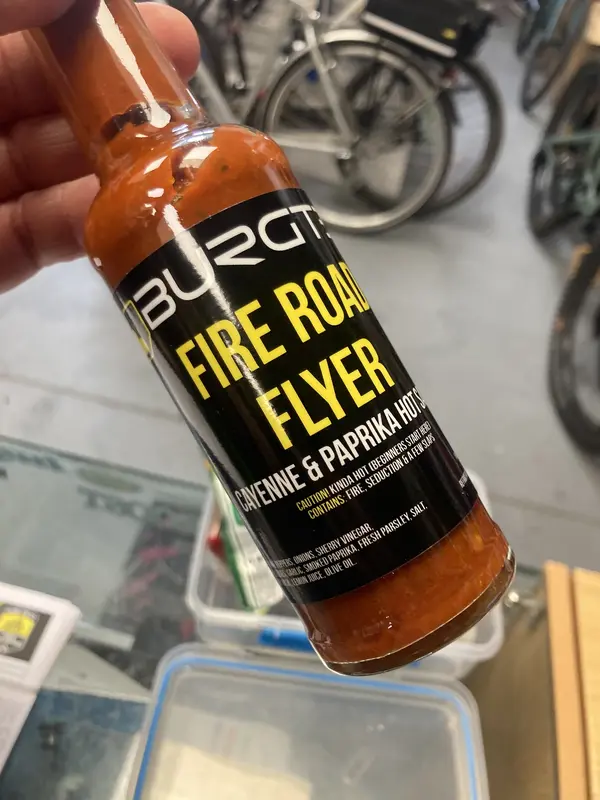 BURGT
FIRE ROAD
FLYER
CAYENNE & PAPRIKA HOT
CAUTION! KINDA HOT (BEGINNERS START HERE)
CONTAINS: FIRE, SEDUCTION & A FEW SLAPS
ONIONS, SHERRY VINEGAR,
GARLIC, SMOKED PAPRIKA, FRESH PARSLEY, SALT,
LEMON JUICE, OLIVE OIL.